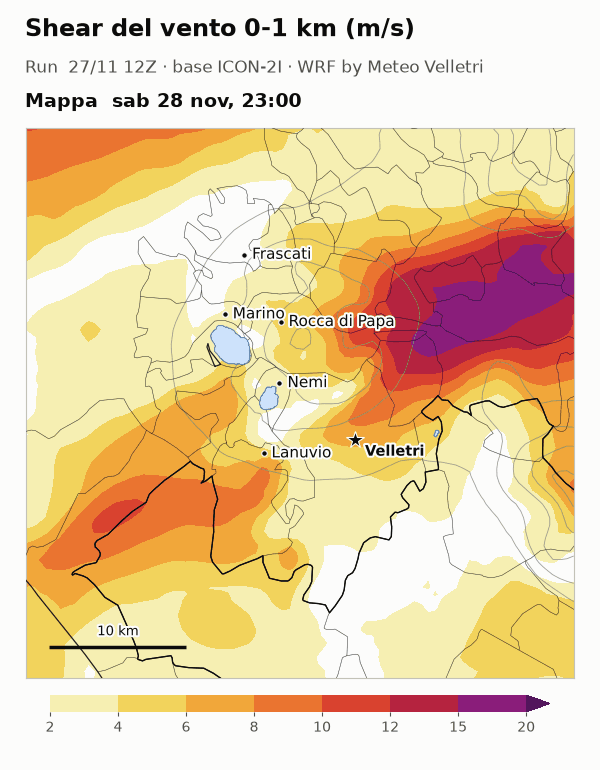 Shear del vento 0-1 km (m/s)
Run 27/11 12Z · base ICON-2I · WRF by Meteo Velletri
Mappa sab 28 nov, 23:00
Frascati
Marino
Rocca di Papa
Nemi
Velletri
Lanuvio
10 km
2 4 6 8 10 12 15 20